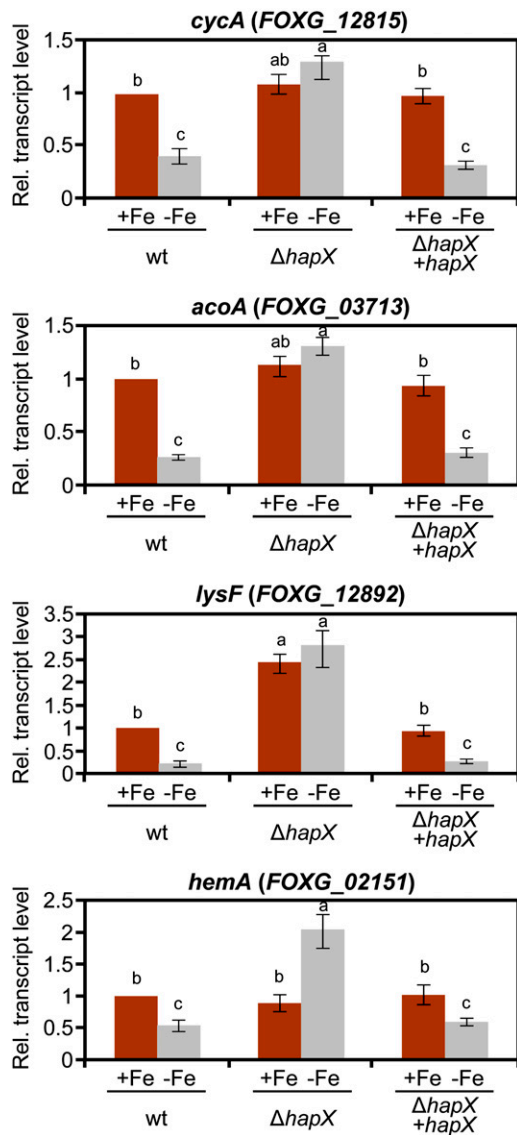 cycA (FOXG_12815)
Rel. transcript level
1.5
1
0.5
0
b
c
ab
a
b
c
+Fe -Fe
+Fe -Fe
+Fe -Fe
wt
ΔhapX
ΔhapX
+hapX
acoA (FOXG_03713)
Rel. transcript level
1.5
1
0.5
0
b
c
ab
a
b
c
+Fe -Fe
+Fe -Fe
+Fe -Fe
wt
ΔhapX
ΔhapX
+hapX
lysF (FOXG_12892)
Rel. transcript level
3.5
3
2.5
2
1.5
1
0.5
0
b
c
a
a
b
c
+Fe -Fe
+Fe -Fe
+Fe -Fe
wt
ΔhapX
ΔhapX
+hapX
hemA (FOXG_02151)
Rel. transcript level
2.5
2
1.5
1
0.5
0
b
c
b
a
b
c
+Fe -Fe
+Fe -Fe
+Fe -Fe
wt
ΔhapX
ΔhapX
+hapX